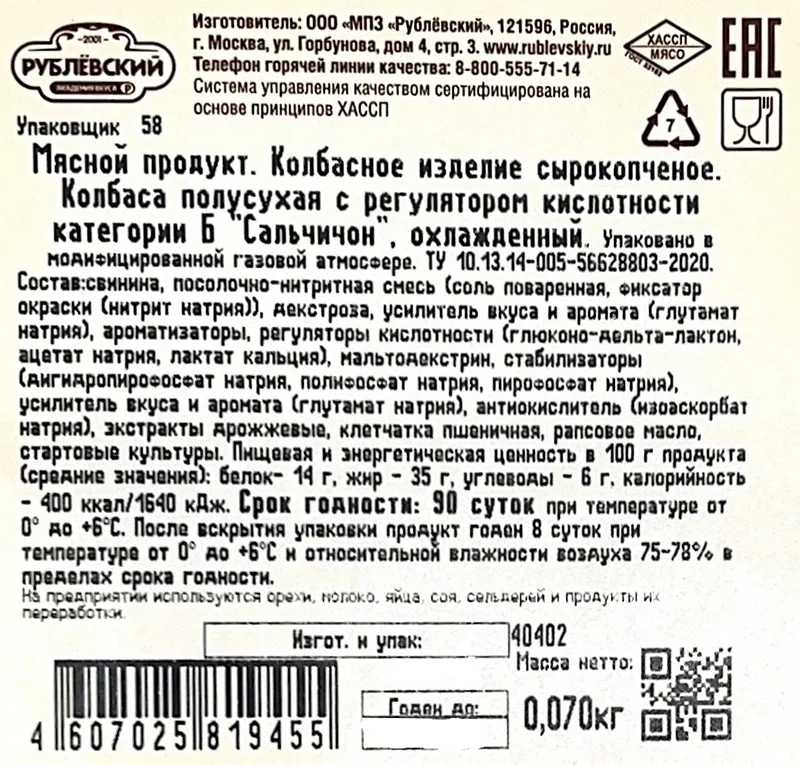 Изготовитель: ООО «МПЗ «Рублёвский», 121596, Россия,
г. Москва, ул. Горбунова, дом 4, стр. 3. www.rublevskiy.ru
Телефон горячей линии качества: 8-800-555-71-14
Система управления качеством сертифицирована на
основе принципов ХАССП
2001
РУБЛЁВСКИЙ
АКАДЕМИЯ ВКУСА
ХАССП
МЯСО
EAC
7
Упаковщик 58
Мясной продукт. Колбасное изделие сырокопченое.
Колбаса полусухая с регулятором кислотности
категории Б "Сальчичон", охлажденный. Упаковано в
модифицированной газовой атмосфере. ТУ 10.13.14-005-56628803-2020.
Состав:свинина, посолочно-нитритная смесь (соль поваренная, фиксатор
окраски (нитрит натрия)), декстроза, усилитель вкуса и аромата (глутамат
натрия), ароматизаторы, регуляторы кислотности (глюконо-дельта-лактон,
ацетат натрия, лактат кальция), мальтодекстрин, стабилизаторы
(дигидропирофосфат натрия, полифосфат натрия, пирофосфат натрия),
усилитель вкуса и аромата (глутамат натрия), антиокислитель (изоаскорбат
натрия), экстракты дрожжевые, клетчатка пшеничная, рапсовое масло,
стартовые культуры. Пищевая и энергетическая ценность в 100 г продукта
(средние значения): белок- 14 г, жир - 35 г, углеводы - 6 г, калорийность
- 400 ккал/1640 кДж. Срок годности: 90 суток при температуре от
0° до +6°С. После вскрытия упаковки продукт годен 8 суток при
температуре от 0° до +6°С и относительной влажности воздуха 75-78% в
пределах срока годности.
На предприятии используются орехи, молоко, яйца, соя, сельдерей и продукты их
переработки.
Изгот. и упак:
40402
Масса нетто:
Годен до:
0,070кг
4 607025 819455